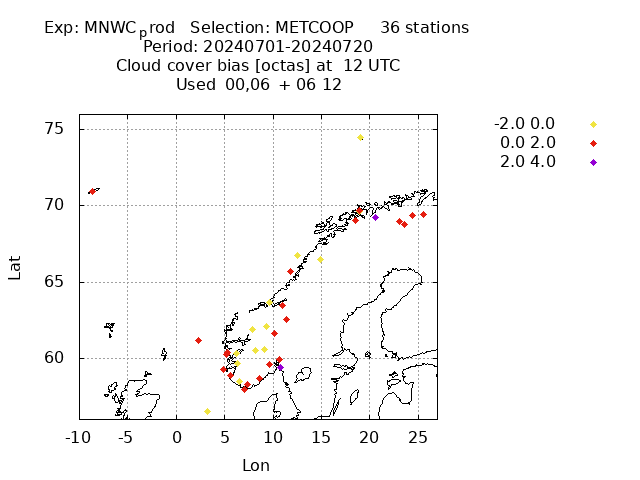 Exp: MNWCprod   Selection: METCOOP     36 stations
Period: 20240701-20240720
Cloud cover bias [octas] at  12 UTC
Used  00,06  + 06 12
-2.0 0.0
0.0 2.0
2.0 4.0
75
70
65
60
Lat
-10 -5 0 5 10 15 20 25
Lon